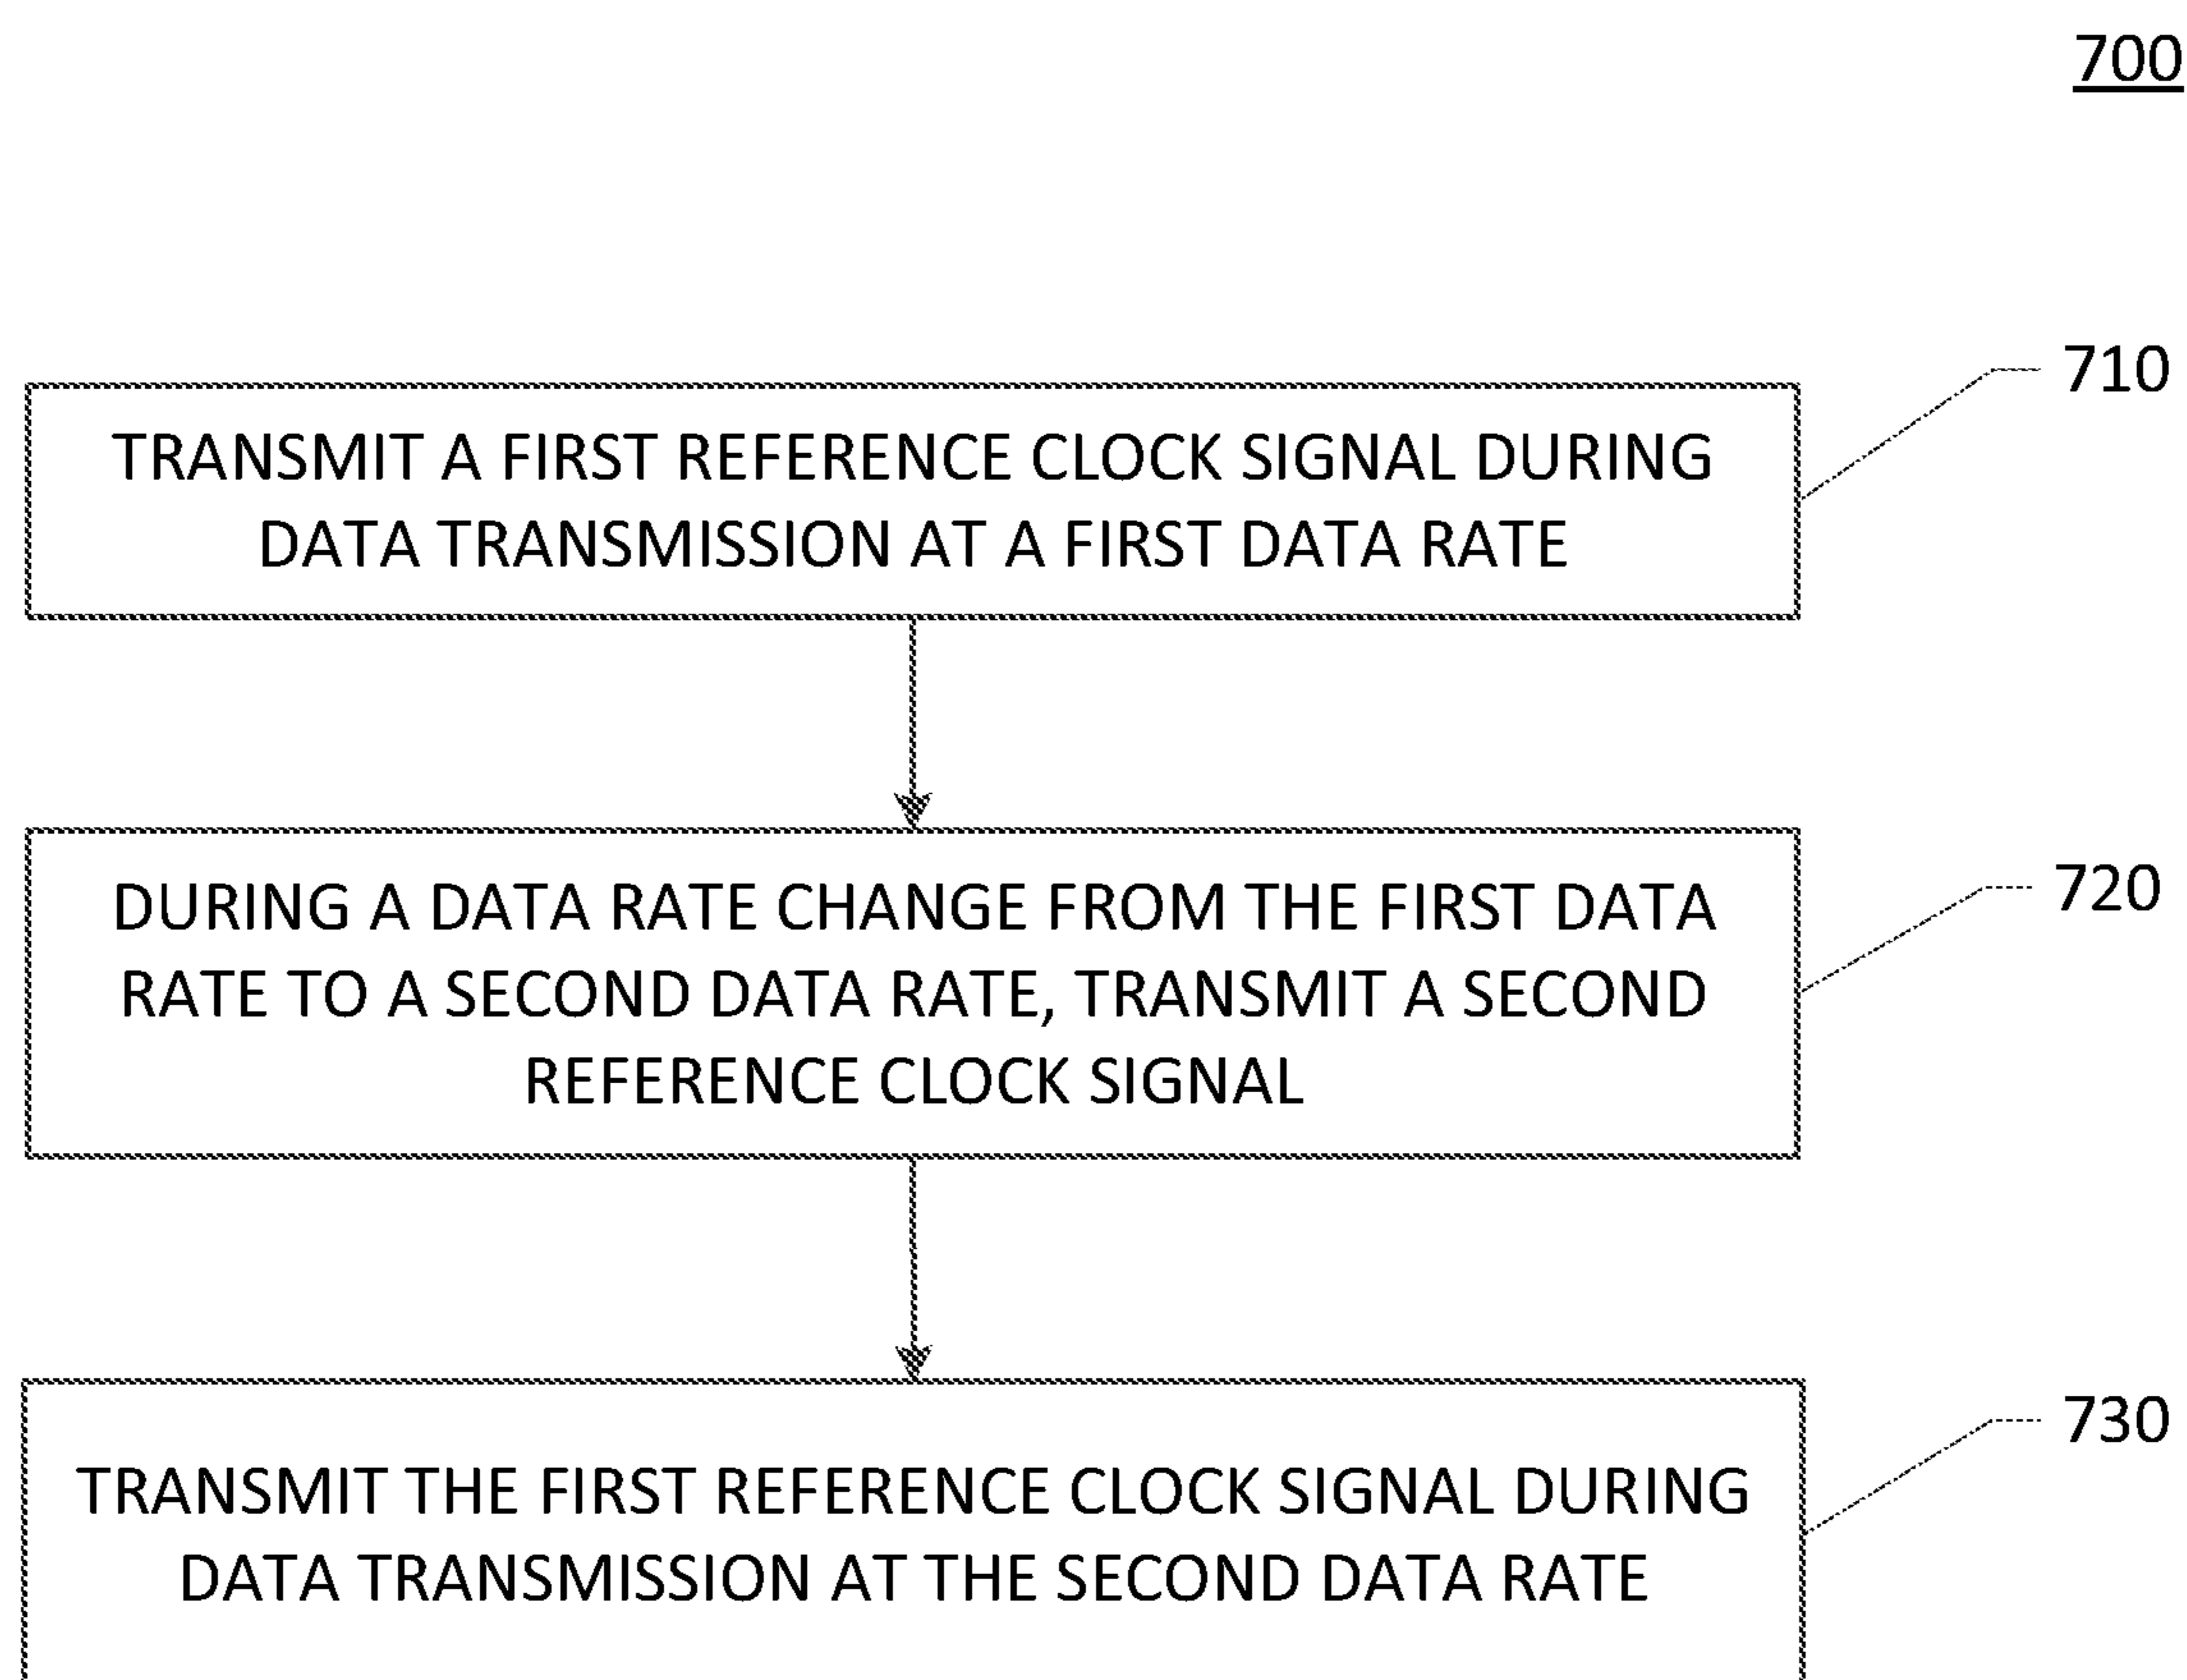 700
710
TRANSMIT A FIRST REFERENCE CLOCK SIGNAL DURING
DATA TRANSMISSION AT A FIRST DATA RATE
720
DURING A DATA RATE CHANGE FROM THE FIRST DATA
RATE TO A SECOND DATA RATE, TRANSMIT A SECOND
REFERENCE CLOCK SIGNAL
730
TRANSMIT THE FIRST REFERENCE CLOCK SIGNAL DURING
DATA TRANSMISSION AT THE SECOND DATA RATE